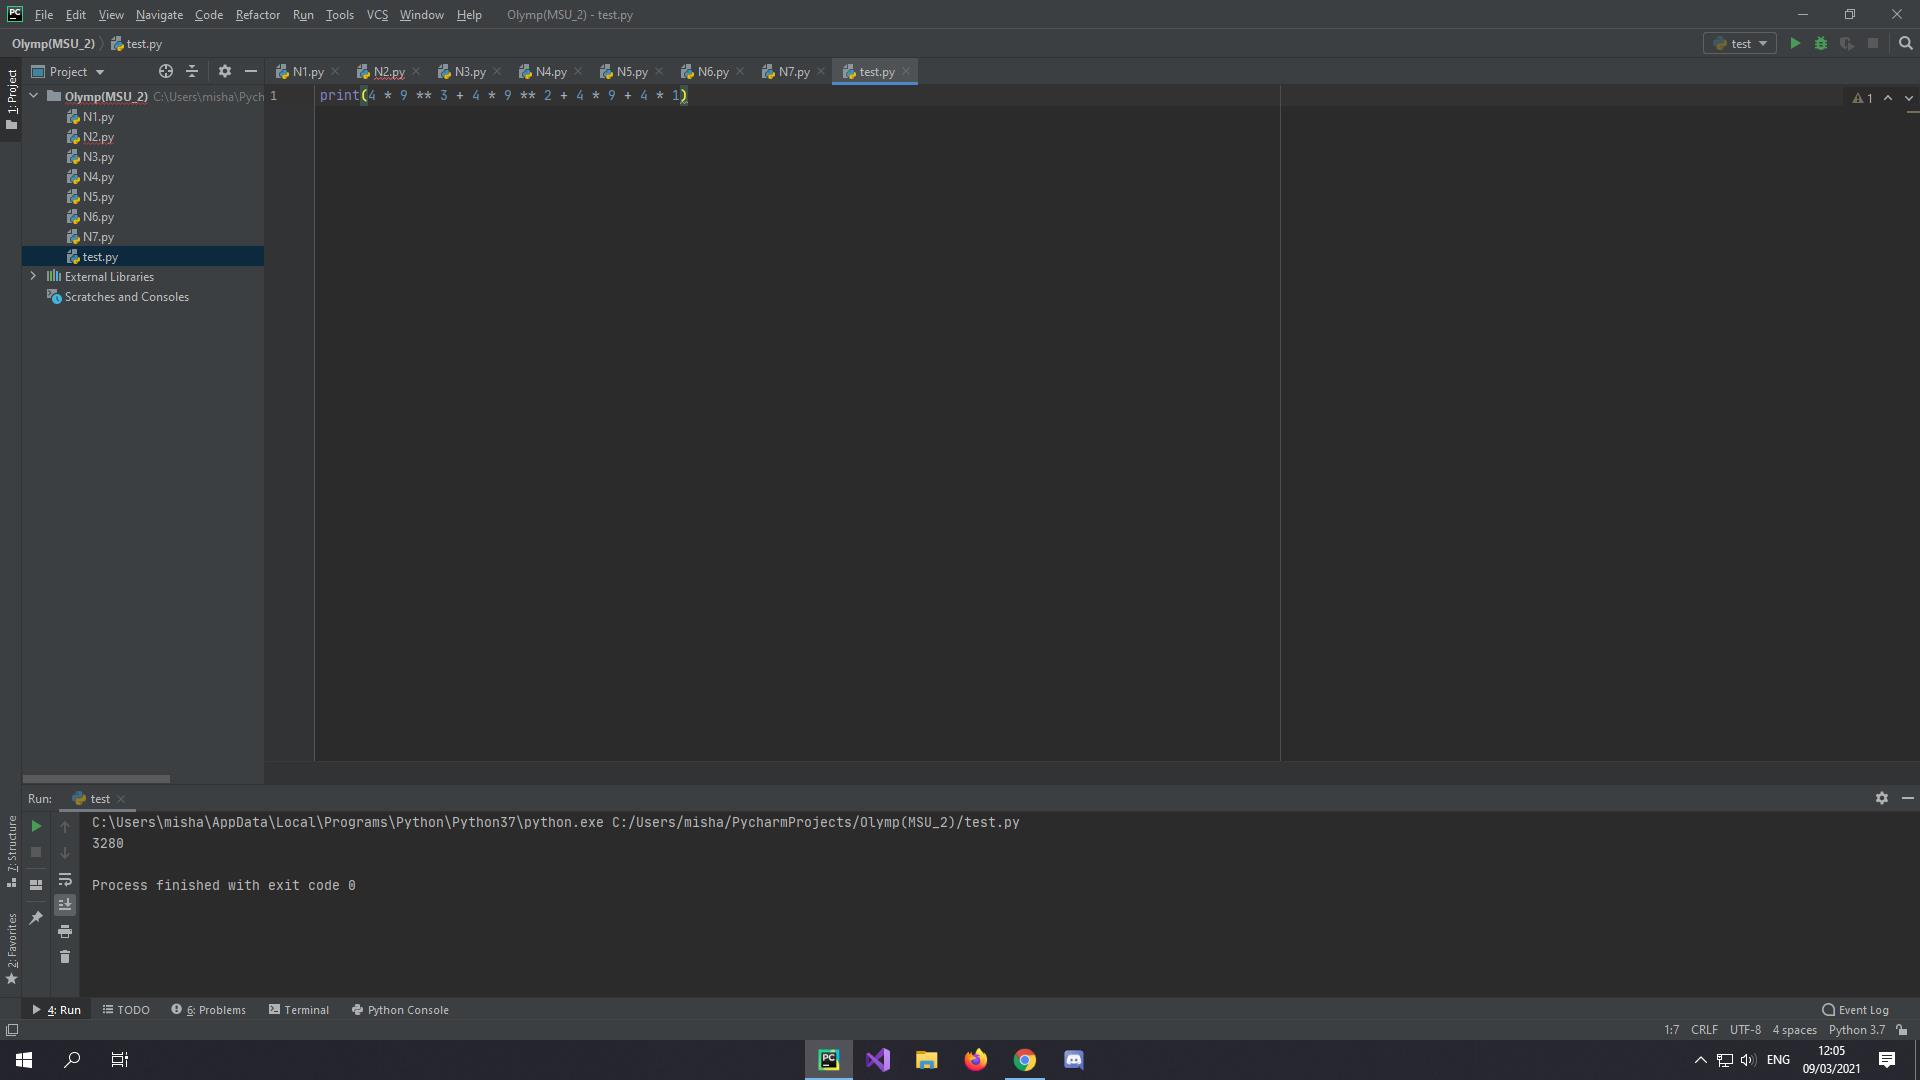 PC File Edit View Navigate Code Refactor Run Tools VCS Window Help Olymp(MSU_2) - test.py
Olymp(MSU_2) test.py test
1: Project
Project
N1.py N2.py N3.py N4.py N5.py N6.py N7.py test.py
Olymp(MSU_2) C:\Users\misha\Pych
N1.py
N2.py
N3.py
N4.py
N5.py
N6.py
N7.py
test.py
External Libraries
Scratches and Consoles
1 print(4 * 9 ** 3 + 4 * 9 ** 2 + 4 * 9 + 4 * 1)
1
Run: test
C:\Users\misha\AppData\Local\Programs\Python\Python37\python.exe C:/Users/misha/PycharmProjects/Olymp(MSU_2)/test.py
3280
Process finished with exit code 0
7: Structure
2: Favorites
4: Run TODO 6: Problems Terminal Python Console Event Log
1:7 CRLF UTF-8 4 spaces Python 3.7
PC
ENG
12:05
09/03/2021